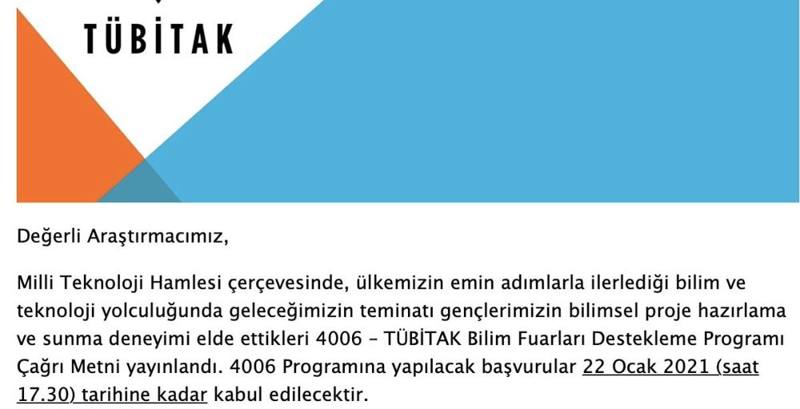 TÜBİTAK
Değerli Araştırmacımız,
Milli Teknoloji Hamlesi çerçevesinde, ülkemizin emin adımlarla ilerlediği bilim ve
teknoloji yolculuğunda geleceğimizin teminatı gençlerimizin bilimsel proje hazırlama
ve sunma deneyimi elde ettikleri 4006 – TÜBİTAK Bilim Fuarları Destekleme Programı
Çağrı Metni yayınlandı. 4006 Programına yapılacak başvurular 22 Ocak 2021 (saat
17.30) tarihine kadar kabul edilecektir.